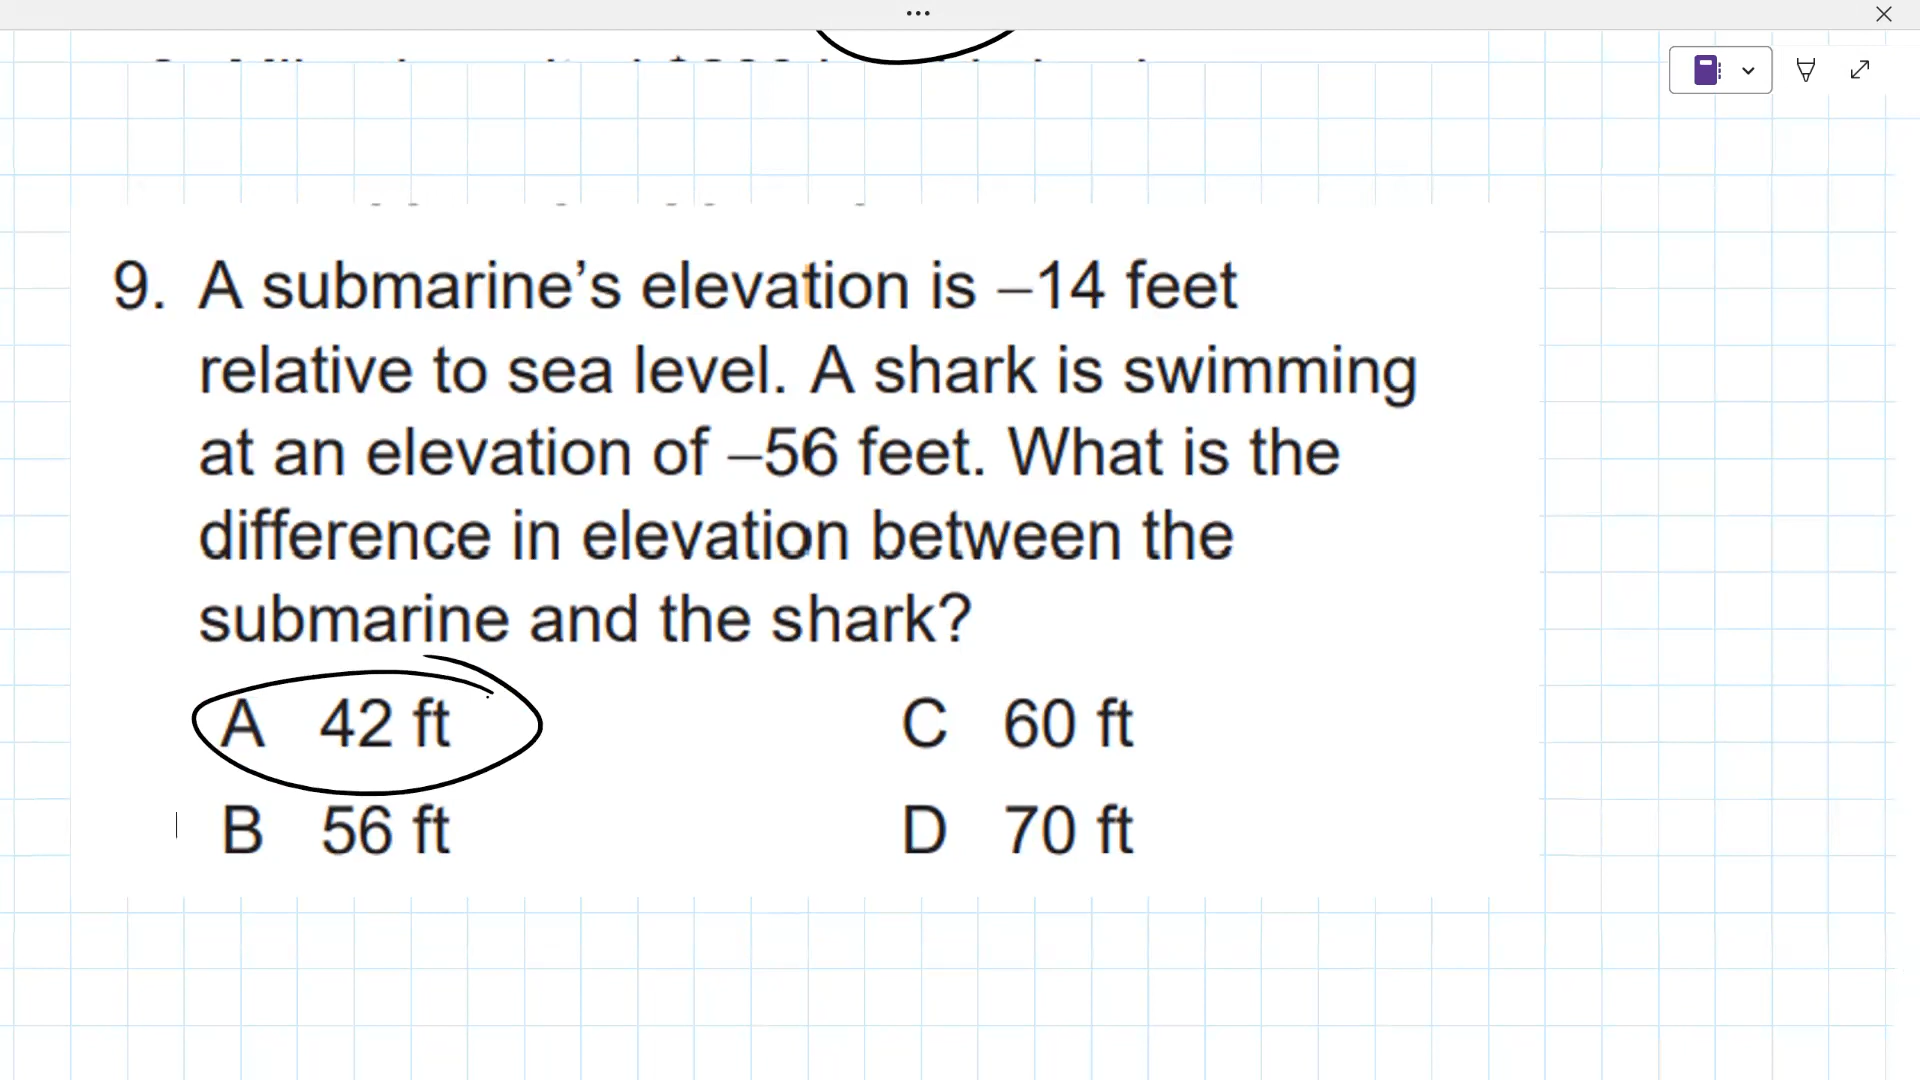 9. A submarine’s elevation is –14 feet
relative to sea level. A shark is swimming
at an elevation of –56 feet. What is the
difference in elevation between the
submarine and the shark?
A 42 ft
C 60 ft
B 56 ft
D 70 ft